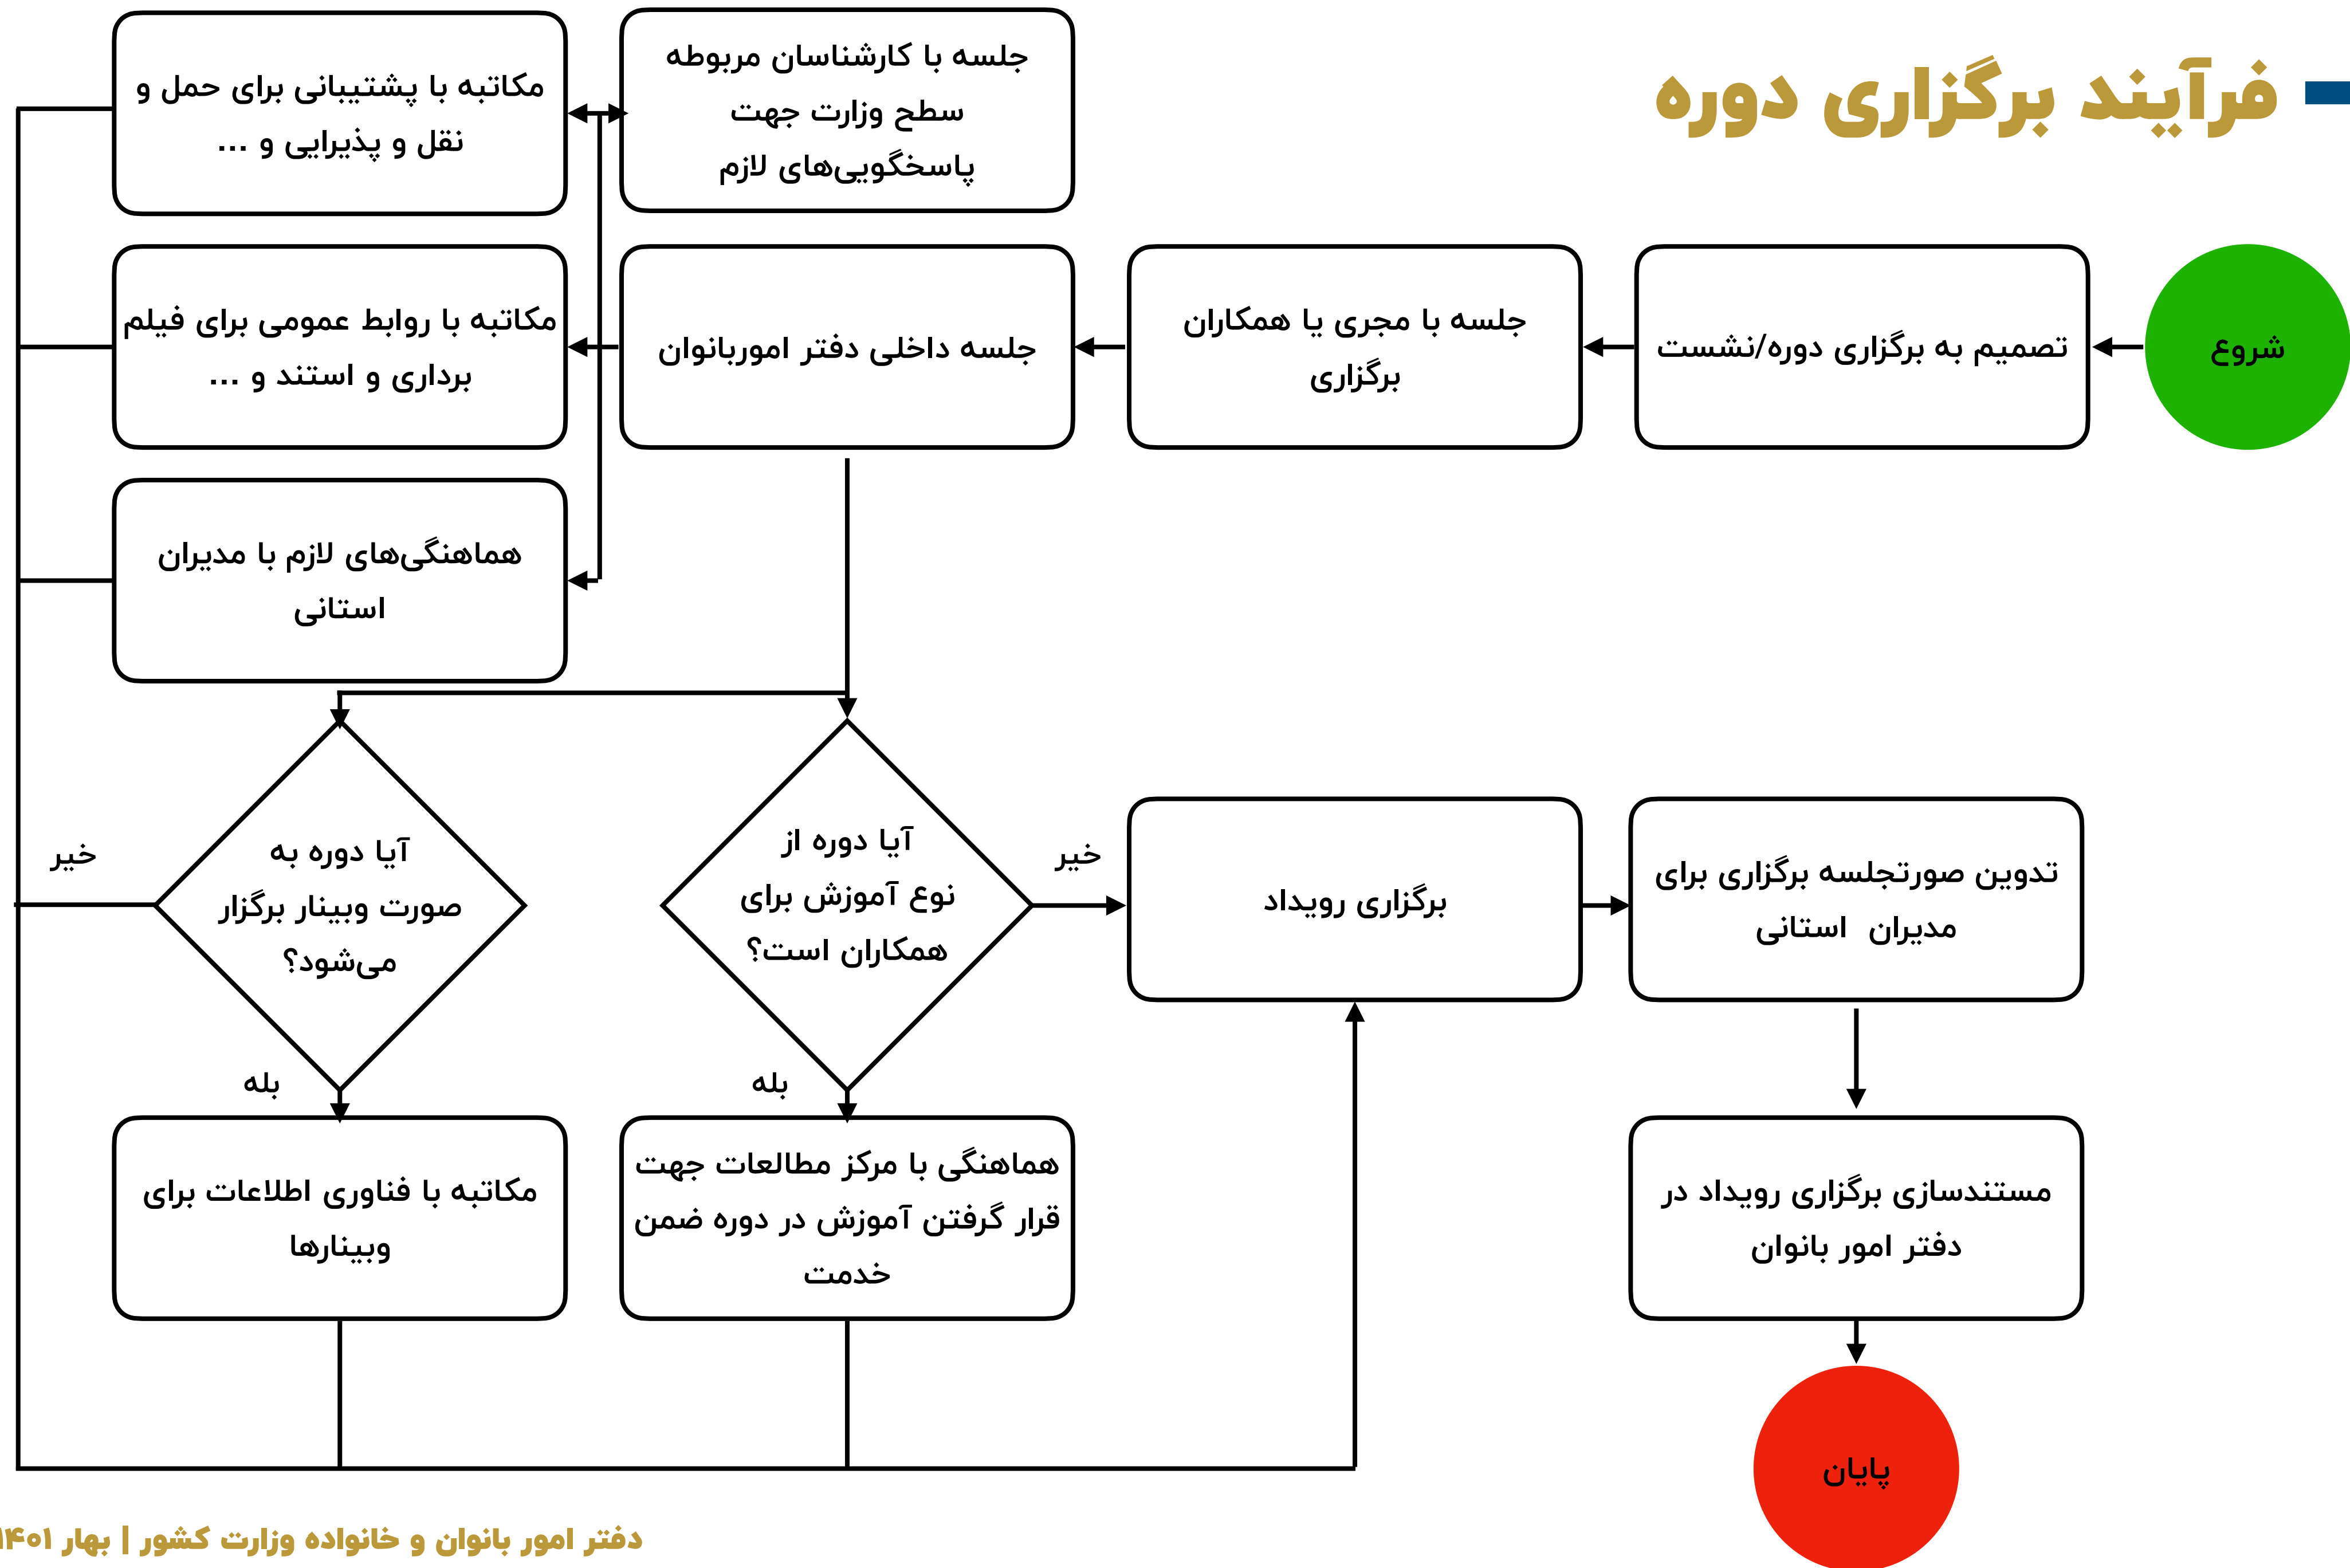 فرآیند برگزاری دوره
جلسه با کارشناسان مربوطه
سطح وزارت جهت
پاسخگویی‌های لازم
مکاتبه با پشتیبانی برای حمل و
نقل و پذیرایی و ...
شروع
تصمیم به برگزاری دوره/نشست
جلسه با مجری یا همکاران
برگزاری
جلسه داخلی دفتر اموربانوان
مکاتبه با روابط عمومی برای فیلم
برداری و استند و ...
هماهنگی‌های لازم با مدیران
استانی
آیا دوره از
نوع آموزش برای
همکاران است؟
خیر
بله
آیا دوره به
صورت وبینار برگزار
می‌شود؟
خیر
بله
برگزاری رویداد
تدوین صورتجلسه برگزاری برای
مدیران استانی
مکاتبه با فناوری اطلاعات برای
وبینارها
هماهنگی با مرکز مطالعات جهت
قرار گرفتن آموزش در دوره ضمن
خدمت
مستندسازی برگزاری رویداد در
دفتر امور بانوان
پایان
دفتر امور بانوان و خانواده وزارت کشور | بهار ۱۴۰۱